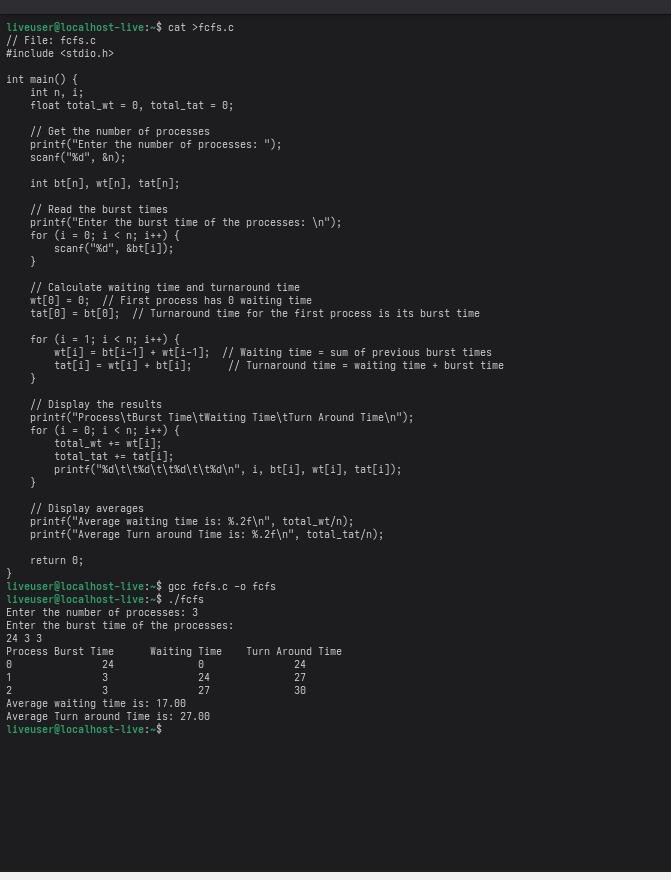 liveuser@localhost-live:~$ cat >fcfs.c
// File: fcfs.c
#include <stdio.h>

int main() {
    int n, i;
    float total_wt = 0, total_tat = 0;

    // Get the number of processes
    printf("Enter the number of processes: ");
    scanf("%d", &n);

    int bt[n], wt[n], tat[n];

    // Read the burst times
    printf("Enter the burst time of the processes: \n");
    for (i = 0; i < n; i++) {
        scanf("%d", &bt[i]);
    }

    // Calculate waiting time and turnaround time
    wt[0] = 0;  // First process has 0 waiting time
    tat[0] = bt[0];  // Turnaround time for the first process is its burst time

    for (i = 1; i < n; i++) {
        wt[i] = bt[i-1] + wt[i-1];  // Waiting time = sum of previous burst times
        tat[i] = wt[i] + bt[i];      // Turnaround time = waiting time + burst time
    }

    // Display the results
    printf("Process\tBurst Time\tWaiting Time\tTurn Around Time\n");
    for (i = 0; i < n; i++) {
        total_wt += wt[i];
        total_tat += tat[i];
        printf("%d\t\t%d\t\t%d\t\t%d\n", i, bt[i], wt[i], tat[i]);
    }

    // Display averages
    printf("Average waiting time is: %.2f\n", total_wt/n);
    printf("Average Turn around Time is: %.2f\n", total_tat/n);

    return 0;
}
liveuser@localhost-live:~$ gcc fcfs.c -o fcfs
liveuser@localhost-live:~$ ./fcfs
Enter the number of processes: 3
Enter the burst time of the processes:
24 3 3
Process Burst Time      Waiting Time    Turn Around Time
0               24              0               24
1               3               24              27
2               3               27              30
Average waiting time is: 17.00
Average Turn around Time is: 27.00
liveuser@localhost-live:~$